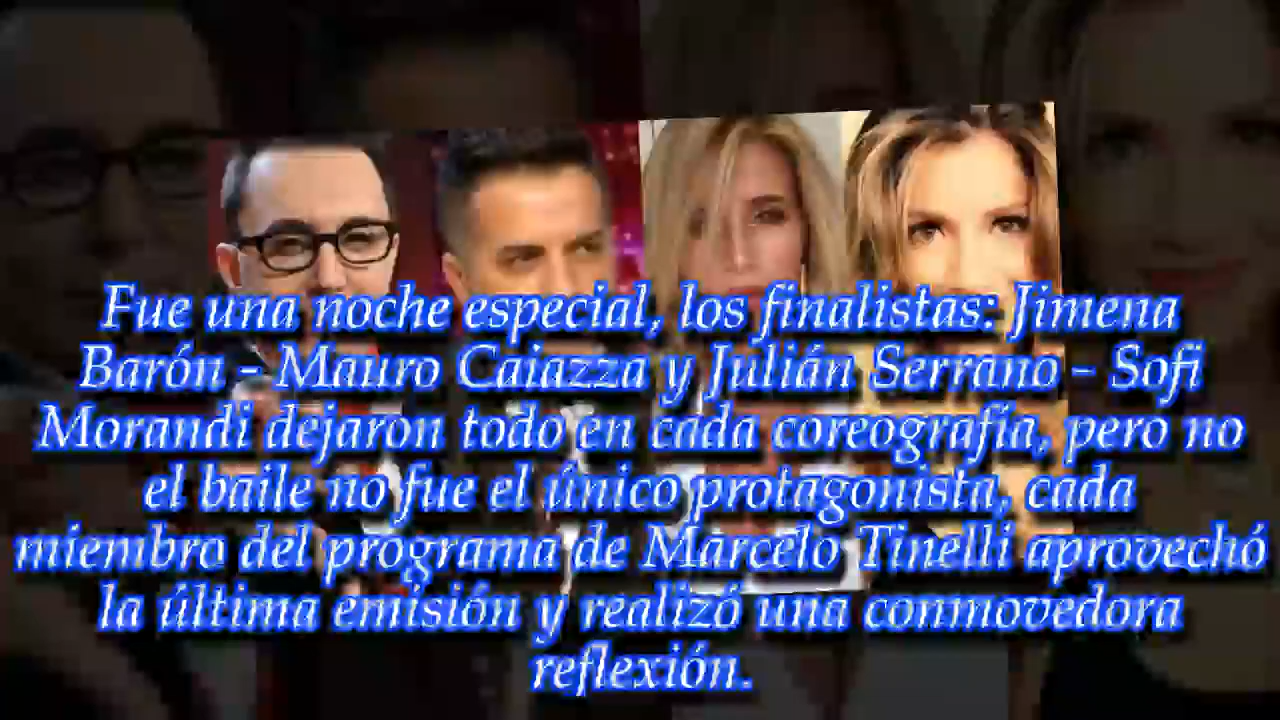 Fue una noche especial, los finalistas: Jimena
Barón - Mauro Caiazza y Julián Serrano - Sofi
Morandi dejaron todo en cada coreografía, pero no
el baile no fue el único protagonista, cada
miembro del programa de Marcelo Tinelli aprovechó
la última emisión y realizó una conmovedora
reflexión.